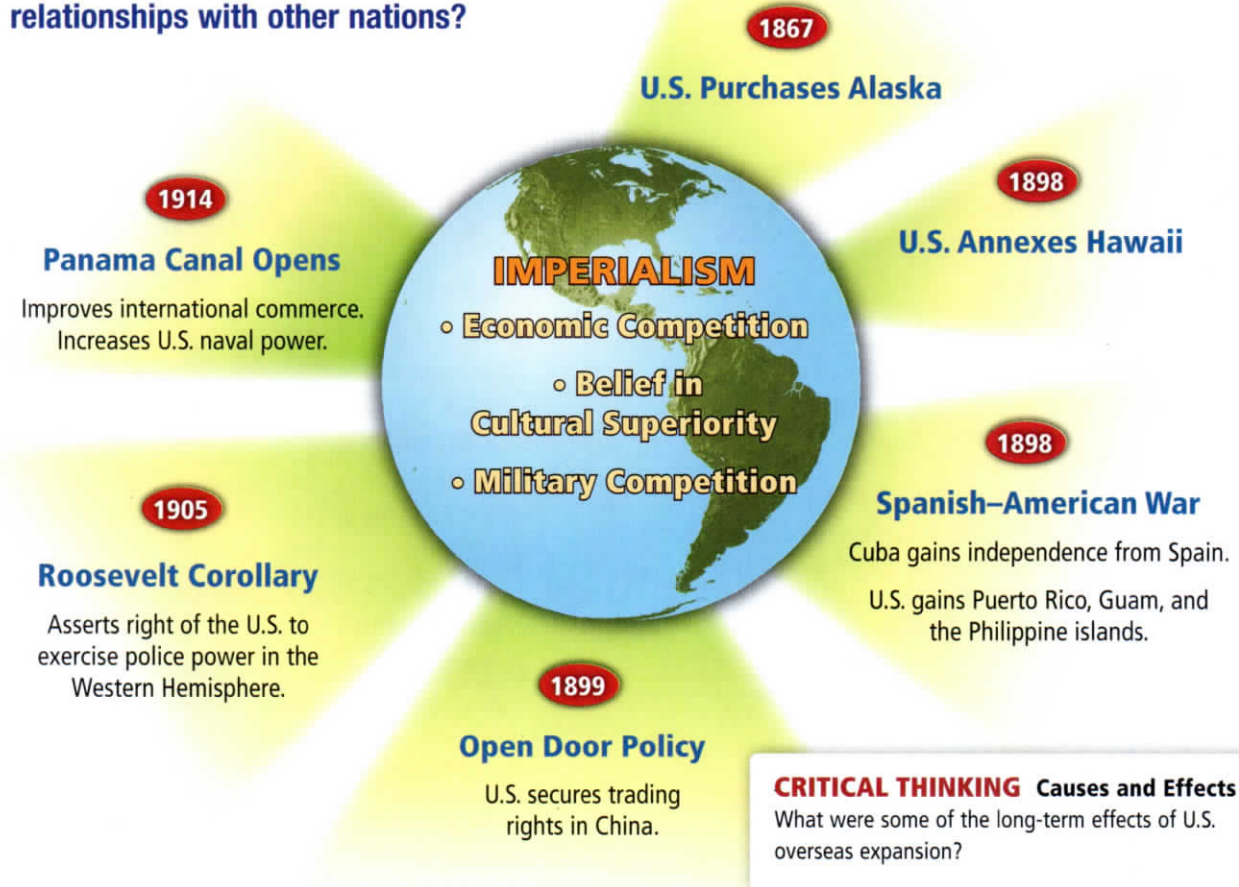 relationships with other nations?
1867
U.S. Purchases Alaska
1898
U.S. Annexes Hawaii
1898
Spanish–American War
Cuba gains independence from Spain.
U.S. gains Puerto Rico, Guam, and
the Philippine islands.
1899
Open Door Policy
U.S. secures trading
rights in China.
1905
Roosevelt Corollary
Asserts right of the U.S. to
exercise police power in the
Western Hemisphere.
1914
Panama Canal Opens
Improves international commerce.
Increases U.S. naval power.
IMPERIALISM
• Economic Competition
• Belief in
Cultural Superiority
• Military Competition
CRITICAL THINKING Causes and Effects
What were some of the long-term effects of U.S.
overseas expansion?